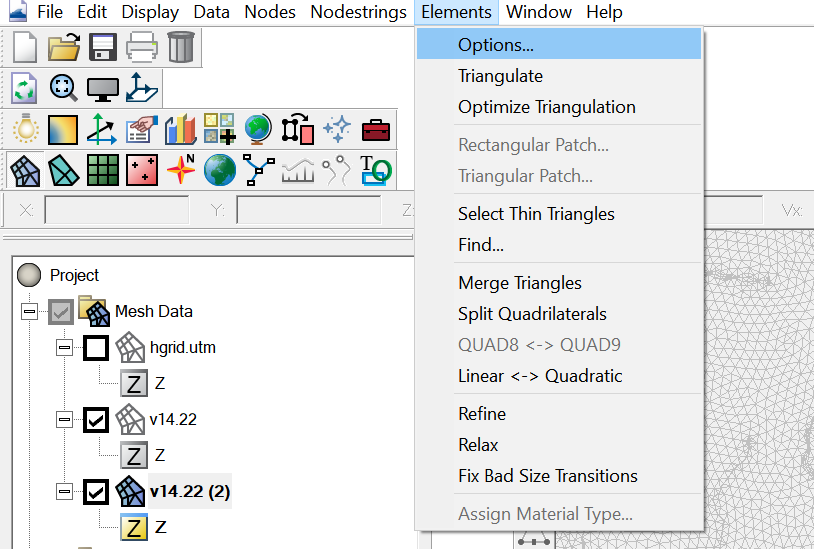 File Edit Display Data Nodes Nodestrings Elements Window Help
Options...
Triangulate
Optimize Triangulation
Rectangular Patch...
Triangular Patch...
Select Thin Triangles
Find...
Merge Triangles
Split Quadrilaterals
QUAD8 <-> QUAD9
Linear <-> Quadratic
Refine
Relax
Fix Bad Size Transitions
Assign Material Type...
N
TO
X: Y: Z: Vx:
Project
Mesh Data
hgrid.utm
Z Z
v14.22
Z Z
v14.22 (2)
Z Z